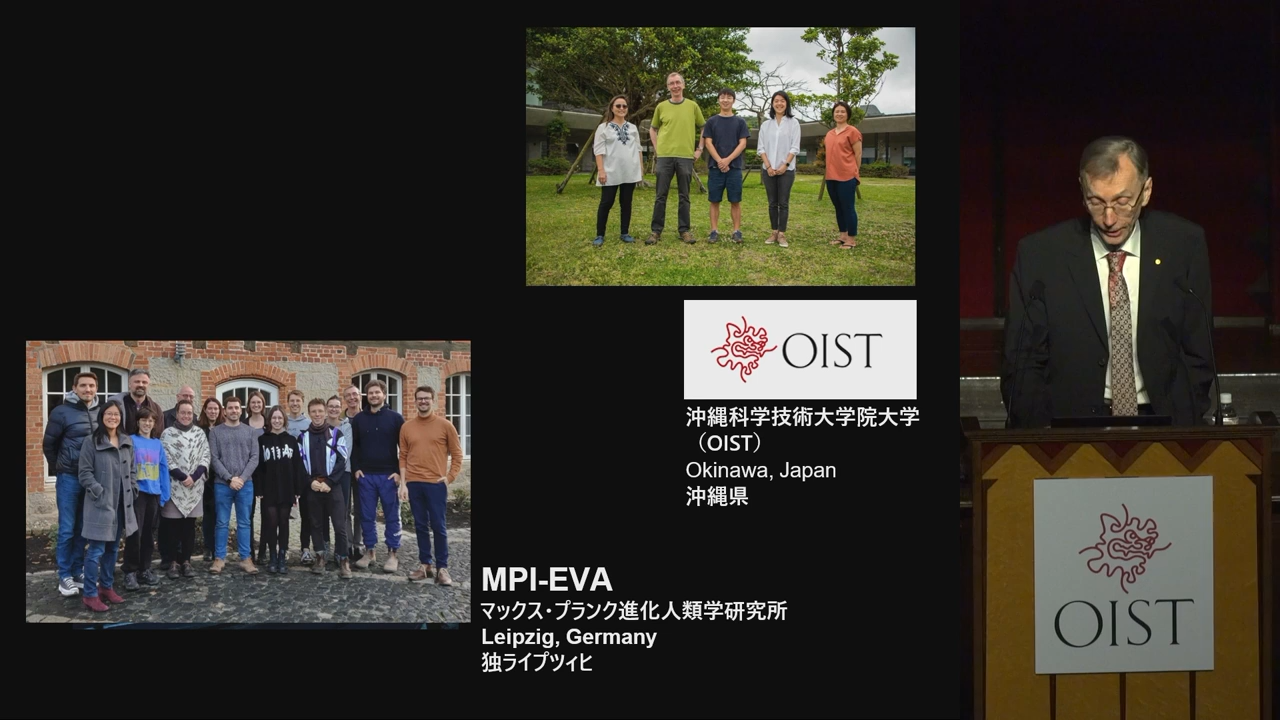 OIST
沖縄科学技術大学院大学
（OIST）
Okinawa, Japan
沖縄県
MPI-EVA
マックス・プランク進化人類学研究所
Leipzig, Germany
独ライプツィヒ
OIST